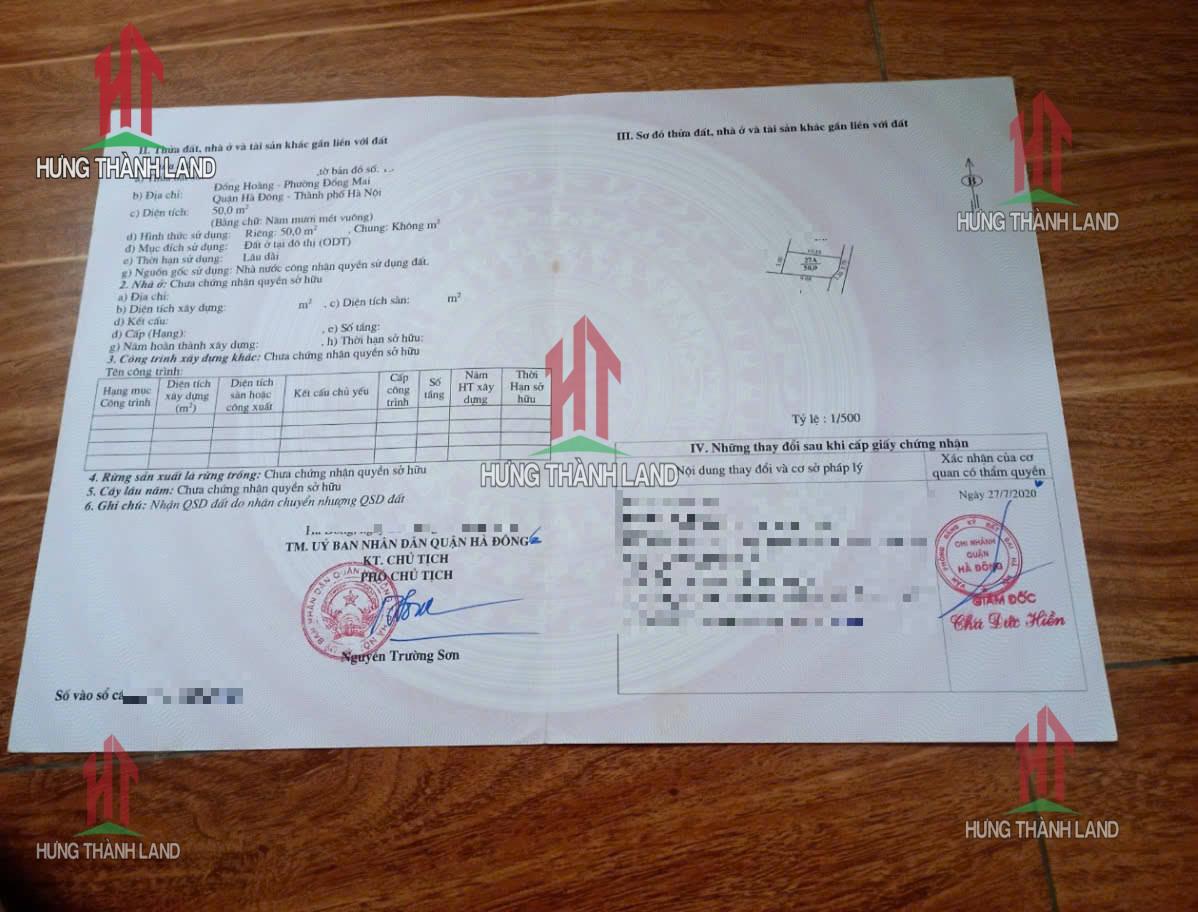 II. Thửa đất, nhà ở và tài sản khác gắn liền với đất
,tờ bản đồ số.
b) Địa chỉ: Đồng Hoàng - Phường Đồng Mai
Quận Hà Đông - Thành phố Hà Nội
c) Diện tích: 50,0 m²
(Bằng chữ: Năm mươi mét vuông)
d) Hình thức sử dụng: Riêng: 50,0 m² , Chung: Không m²
đ) Mục đích sử dụng: Đất ở tại đô thị (ODT)
e) Thời hạn sử dụng: Lâu dài
g) Nguồn gốc sử dụng: Nhà nước công nhận quyền sử dụng đất.
2. Nhà ở: Chưa chứng nhận quyền sở hữu
a) Địa chỉ:
b) Diện tích xây dựng: m² , c) Diện tích sàn: m²
d) Kết cấu:
đ) Cấp (Hạng): , e) Số tầng:
g) Năm hoàn thành xây dựng: , h) Thời hạn sở hữu:
3. Công trình xây dựng khác: Chưa chứng nhận quyền sở hữu
Tên công trình:
Hạng mục Công trình | Diện tích xây dựng (m²) | Diện tích sàn hoặc công xuất | Kết cấu chủ yếu | Cấp công trình | Số tầng | Năm HT xây dựng | Thời Hạn sở hữu
4. Rừng sản xuất là rừng trồng: Chưa chứng nhận quyền sở hữu
5. Cây lâu năm: Chưa chứng nhận quyền sở hữu
6. Ghi chú: Nhận QSD đất do nhận chuyển nhượng QSD đất
TM. UỶ BAN NHÂN DÂN QUẬN HÀ ĐÔNG
KT. CHỦ TỊCH
PHÓ CHỦ TỊCH
Nguyễn Trường Sơn
Số vào sổ
III. Sơ đồ thửa đất, nhà ở và tài sản khác gắn liền với đất
B
27A
50,0
Tỷ lệ : 1/500
IV. Những thay đổi sau khi cấp giấy chứng nhận
Nội dung thay đổi và cơ sở pháp lý
Xác nhận của cơ
quan có thẩm quyền
Ngày 27/7/2020
CHI NHÁNH
QUẬN
HÀ ĐÔNG
GIÁM ĐỐC
Chu Đức Hiền
HƯNG THÀNH LAND
HƯNG THÀNH LAND
HƯNG THÀNH LAND
HƯNG THÀNH LAND
HƯNG THÀNH LAND